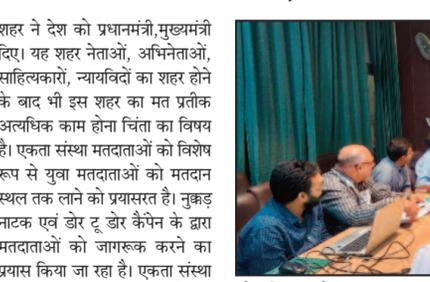 शहर ने देश को प्रधानमंत्री,मुख्यमंत्री
दिए। यह शहर नेताओं, अभिनेताओं,
साहित्यकारों, न्यायविदों का शहर होने
के बाद भी इस शहर का मत प्रतीक
अत्यधिक काम होना चिंता का विषय
है। एकता संस्था मतदाताओं को विशेष
रूप से युवा मतदाताओं को मतदान
स्थल तक लाने को प्रयासरत है। नुक्कड़
नाटक एवं डोर टू डोर कैंपेन के द्वारा
मतदाताओं को जागरूक करने का
प्रयास किया जा रहा है। एकता संस्था